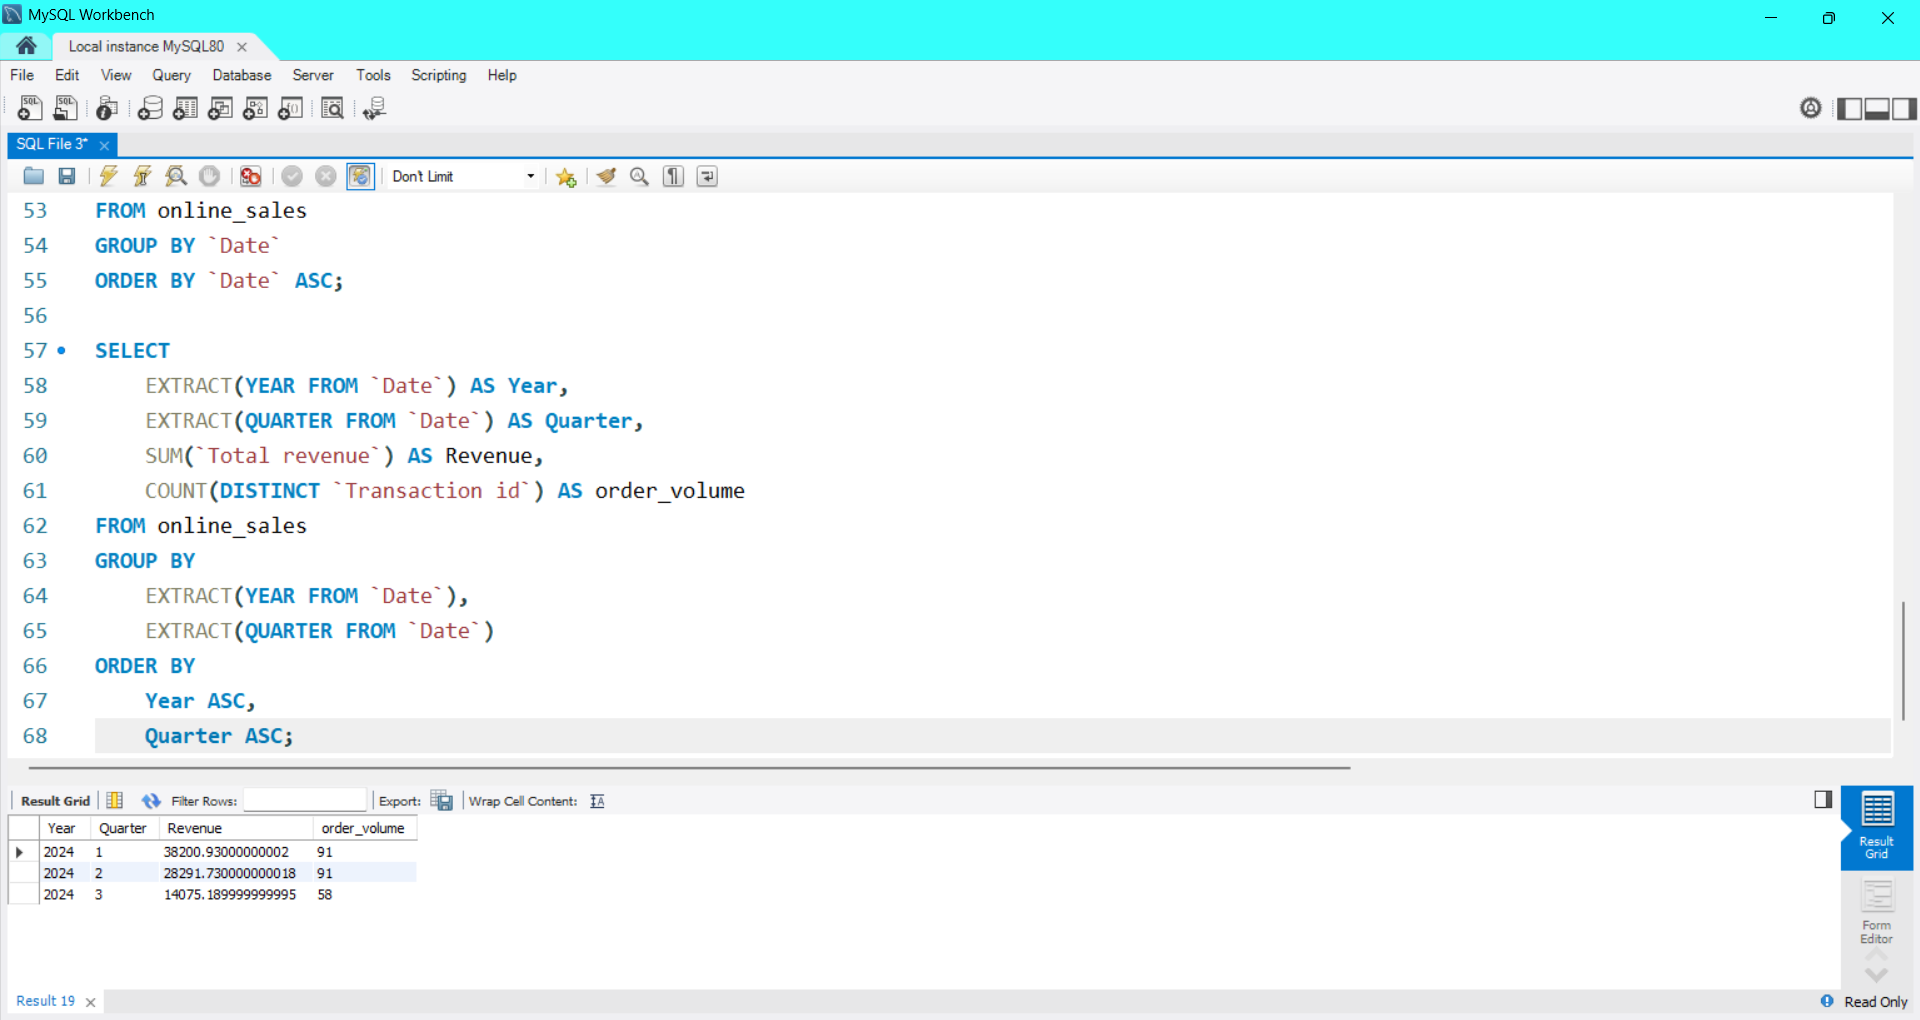 MySQL Workbench
Local instance MySQL80
File Edit View Query Database Server Tools Scripting Help
SQL File 3*
Don't Limit
53 FROM online_sales
54 GROUP BY `Date`
55 ORDER BY `Date` ASC;
56
57 SELECT
58 EXTRACT(YEAR FROM `Date`) AS Year,
59 EXTRACT(QUARTER FROM `Date`) AS Quarter,
60 SUM(`Total revenue`) AS Revenue,
61 COUNT(DISTINCT `Transaction id`) AS order_volume
62 FROM online_sales
63 GROUP BY
64 EXTRACT(YEAR FROM `Date`),
65 EXTRACT(QUARTER FROM `Date`)
66 ORDER BY
67 Year ASC,
68 Quarter ASC;
Result Grid Filter Rows: Export: Wrap Cell Content:
Year Quarter Revenue order_volume
2024 1 38200.93000000002 91
2024 2 28291.730000000018 91
2024 3 14075.189999999995 58
Result
Grid
Form
Editor
Result 19
Read Only